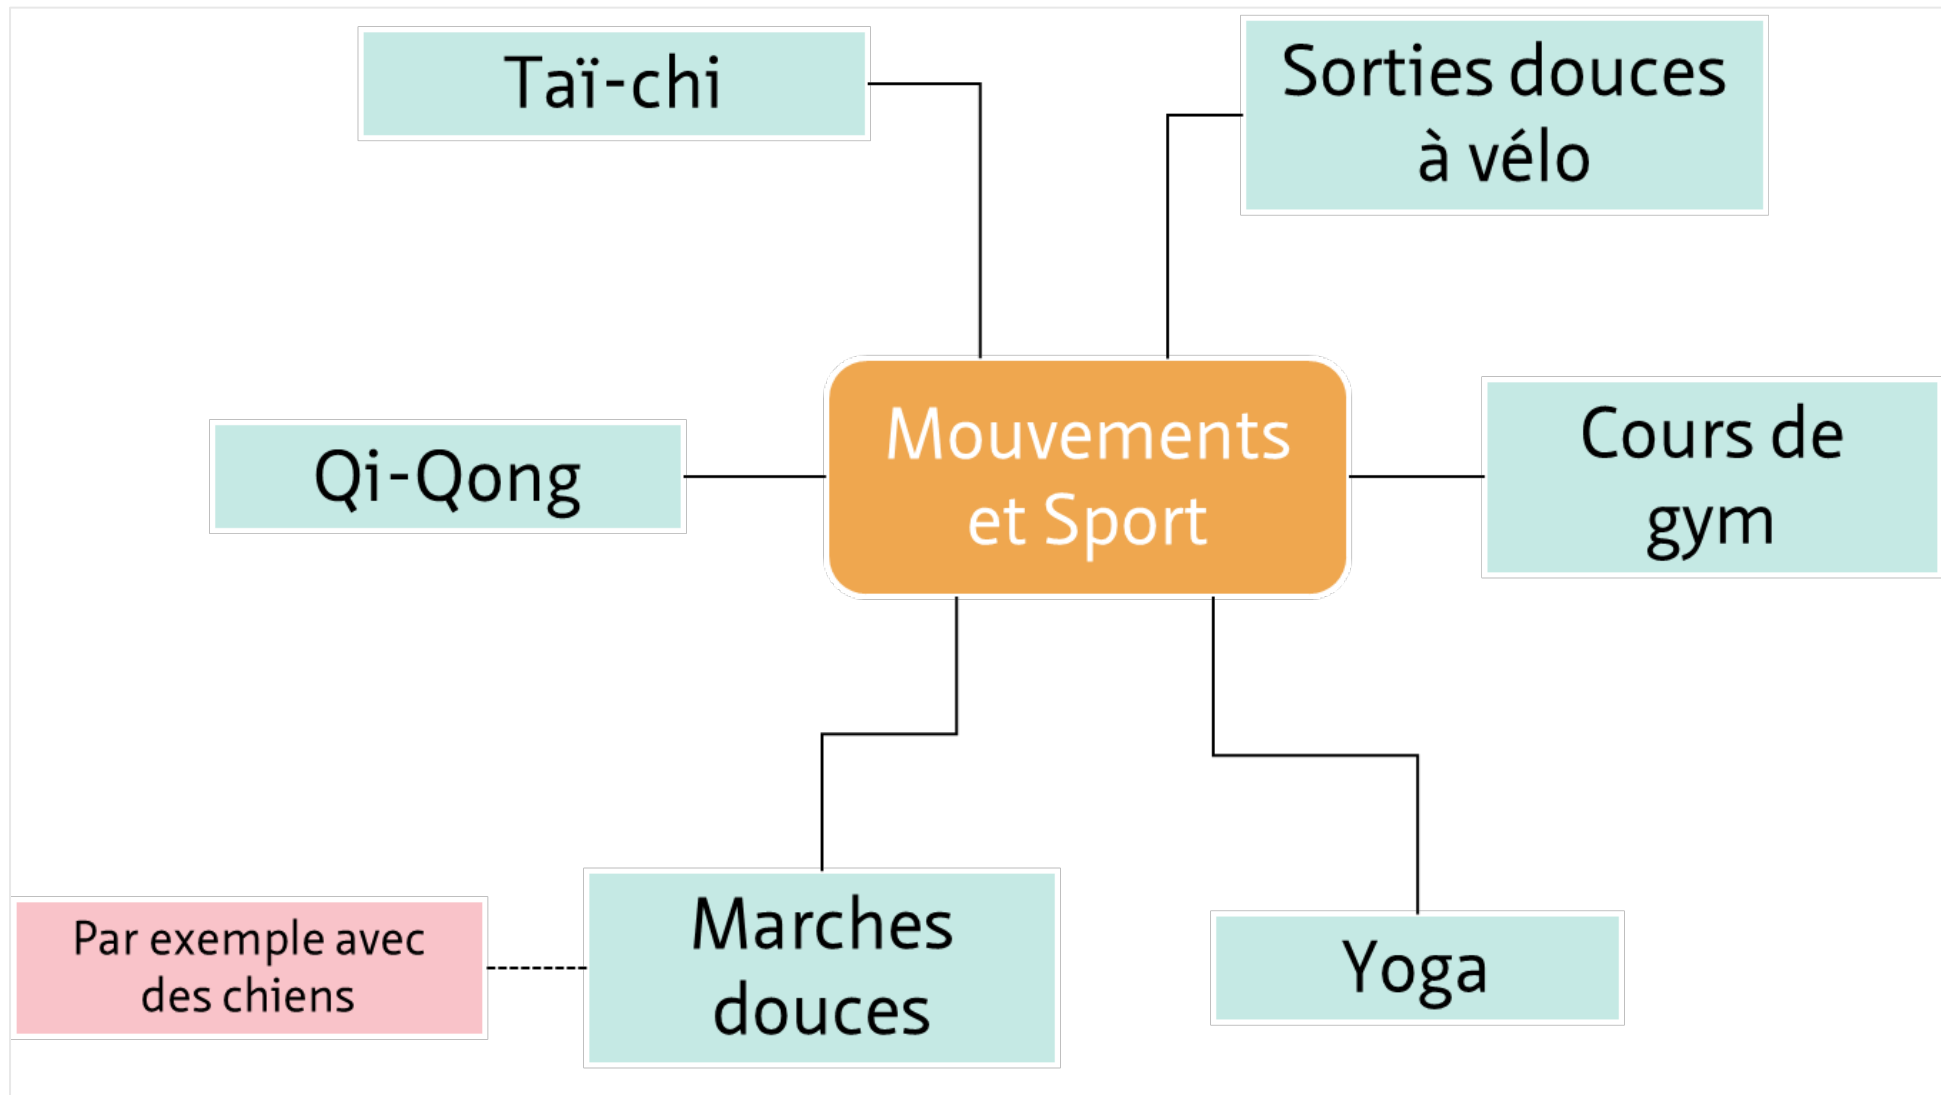 Taï-chi
Sorties douces
à vélo
Mouvements
et Sport
Qi-Qong
Cours de
gym
Par exemple avec
des chiens
Marches
douces
Yoga